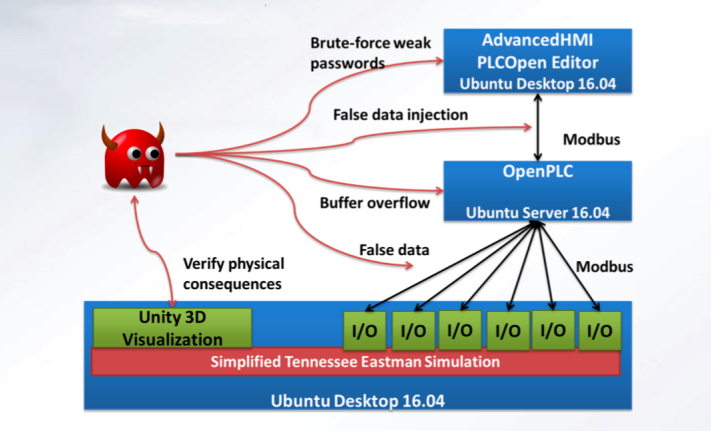 Brute-force weak
passwords
AdvancedHMI
PLCOpen Editor
Ubuntu Desktop 16.04
False data injection
Modbus
OpenPLC
Ubuntu Server 16.04
Buffer overflow
False data
Modbus
Verify physical
consequences
Unity 3D
Visualization
I/O
I/O
I/O
I/O
I/O
I/O
Simplified Tennessee Eastman Simulation
Ubuntu Desktop 16.04